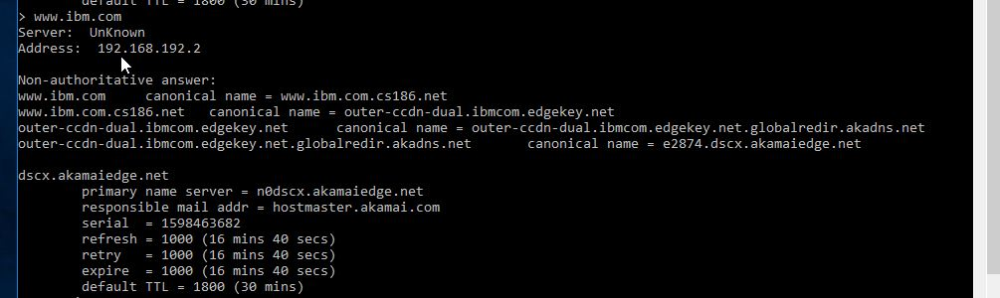 default TTL = 1800 (30 mins)
> www.ibm.com
Server:  UnKnown
Address:  192.168.192.2
Non-authoritative answer:
www.ibm.com     canonical name = www.ibm.com.cs186.net
www.ibm.com.cs186.net   canonical name = outer-ccdn-dual.ibmcom.edgekey.net
outer-ccdn-dual.ibmcom.edgekey.net      canonical name = outer-ccdn-dual.ibmcom.edgekey.net.globalredir.akadns.net
outer-ccdn-dual.ibmcom.edgekey.net.globalredir.akadns.net       canonical name = e2874.dscx.akamaiedge.net
dscx.akamaiedge.net
primary name server = n0dscx.akamaiedge.net
responsible mail addr = hostmaster.akamai.com
serial  = 1598463682
refresh = 1000 (16 mins 40 secs)
retry   = 1000 (16 mins 40 secs)
expire  = 1000 (16 mins 40 secs)
default TTL = 1800 (30 mins)